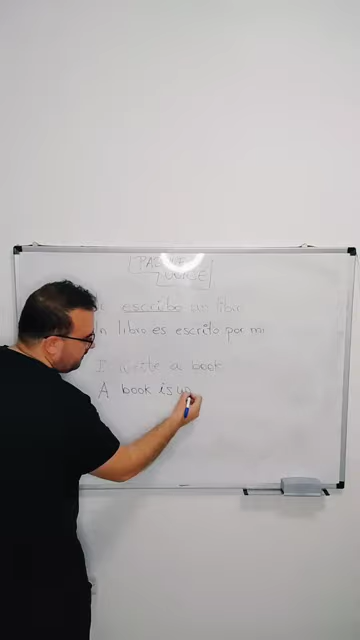 escribo un libro
libro es escrito por mi
I write a book
A book is